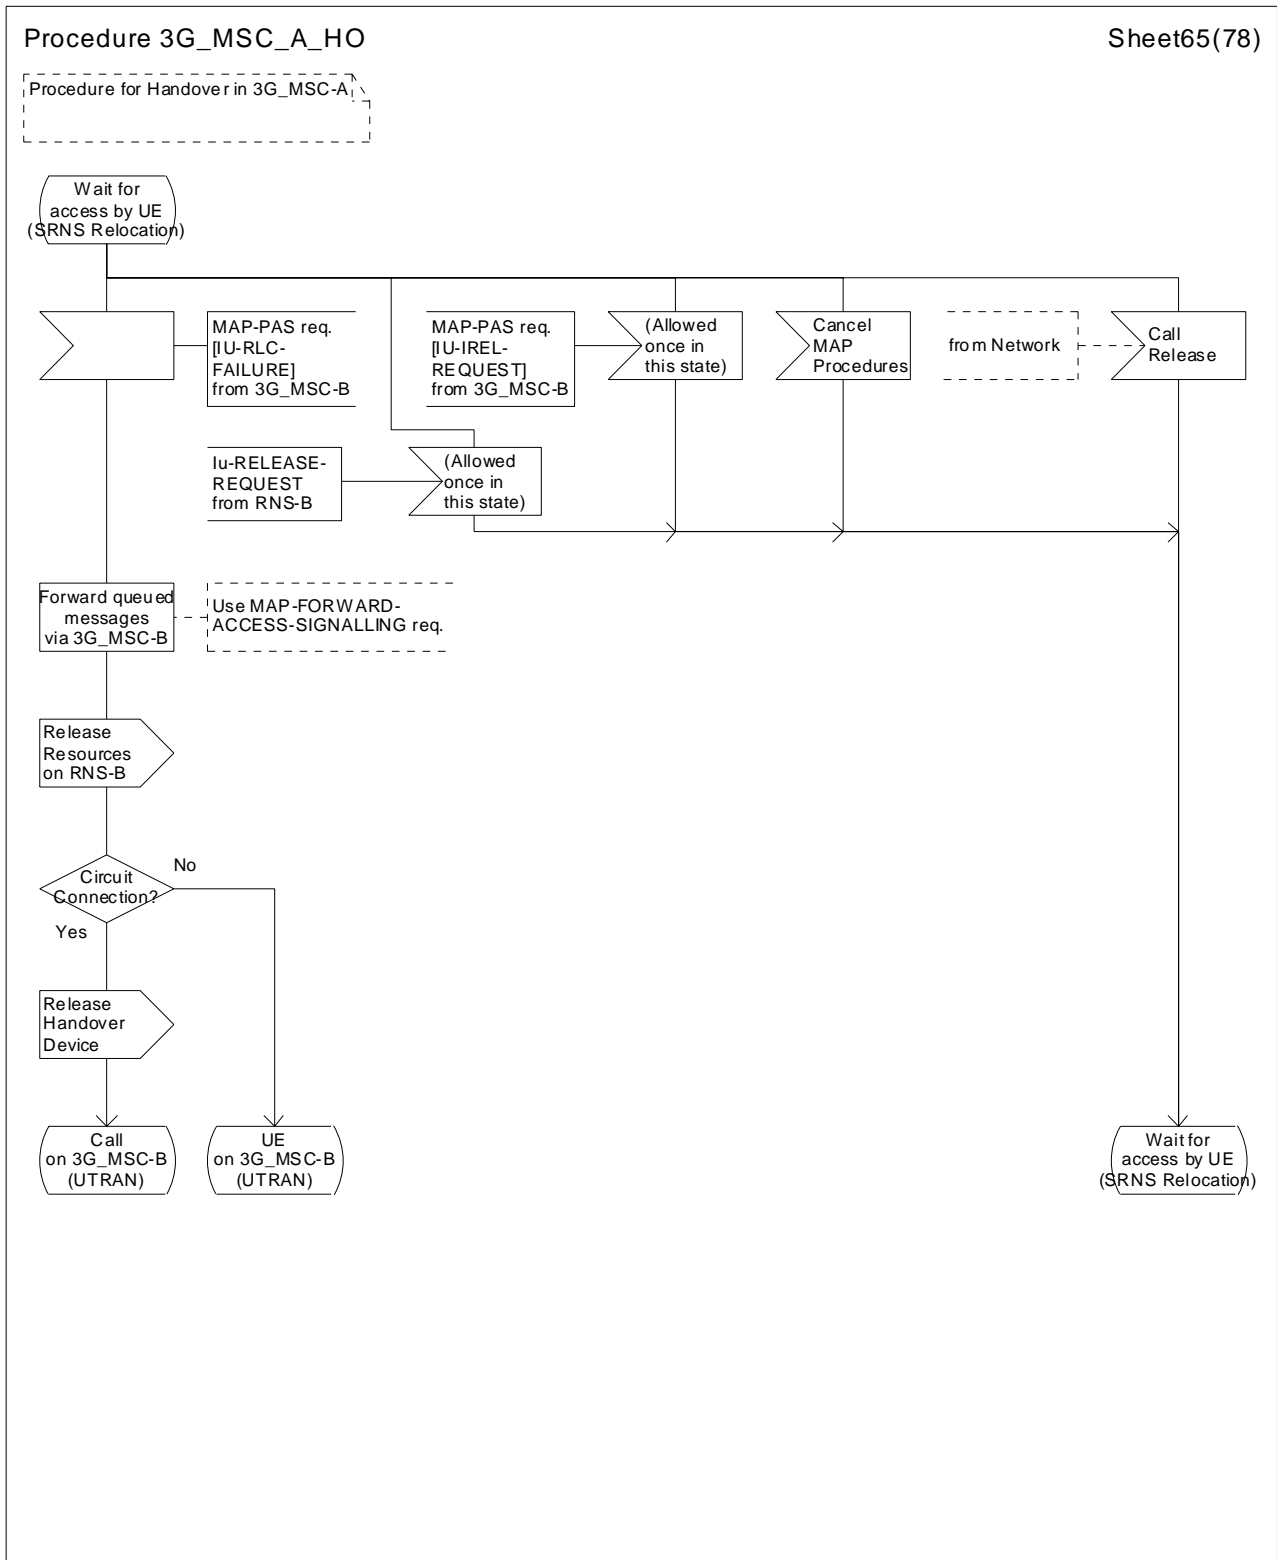 Procedure 3G_MSC_A_HO
Sheet65(78)
Procedure for Handover in 3G_MSC-A
Wait for
access by UE
(SRNS Relocation)
MAP-PAS req.
[IU-RLC-
FAILURE]
from 3G_MSC-B
MAP-PAS req.
[IU-IREL-
REQUEST]
from 3G_MSC-B
(Allowed
once in
this state)
Cancel
MAP
Procedures
from Network
Call
Release
Iu-RELEASE-
REQUEST
from RNS-B
(Allowed
once in
this state)
Forward queued
messages
via 3G_MSC-B
Use MAP-FORWARD-
ACCESS-SIGNALLING req.
Release
Resources
on RNS-B
Circuit
Connection?
No
Yes
Release
Handover
Device
Call
on 3G_MSC-B
(UTRAN)
UE
on 3G_MSC-B
(UTRAN)
Wait for
access by UE
(SRNS Relocation)